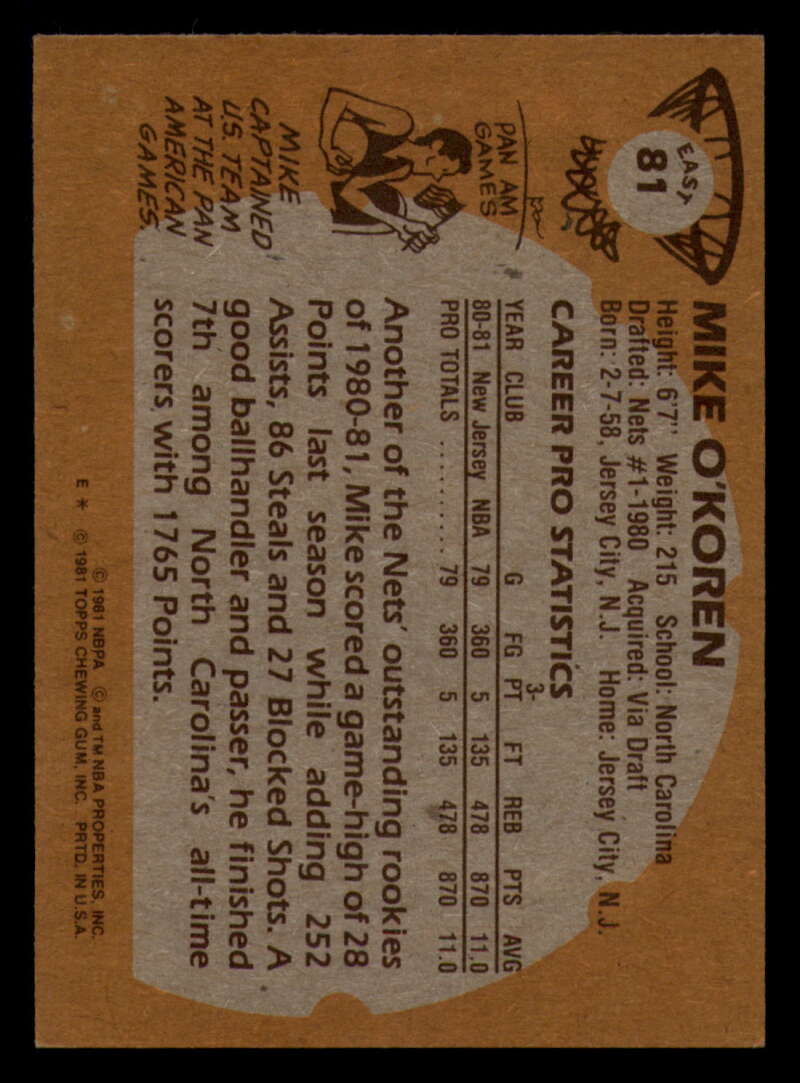 EAST
81
MIKE O'KOREN
Height: 6'7" Weight: 215 School: North Carolina
Drafted: Nets #1-1980 Acquired: Via Draft
Born: 2-7-58, Jersey City, N.J. Home: Jersey City, N.J.
CAREER PRO STATISTICS
3-
YEAR CLUB G FG PT FT REB PTS AVG
80-81 New Jersey NBA 79 360 5 135 478 870 11.0
PRO TOTALS .......... 79 360 5 135 478 870 11.0
Another of the Nets' outstanding rookies
of 1980-81, Mike scored a game-high of 28
Points last season while adding 252
Assists, 86 Steals and 27 Blocked Shots. A
good ballhandler and passer, he finished
7th among North Carolina's all-time
scorers with 1765 Points.
PAN AM
GAMES
MIKE
CAPTAINED
U.S. TEAM
AT THE PAN
AMERICAN
GAMES.
© 1981 NBPA © and TM NBA PROPERTIES, INC.
E * © 1981 TOPPS CHEWING GUM, INC. PRTD. IN U.S.A.